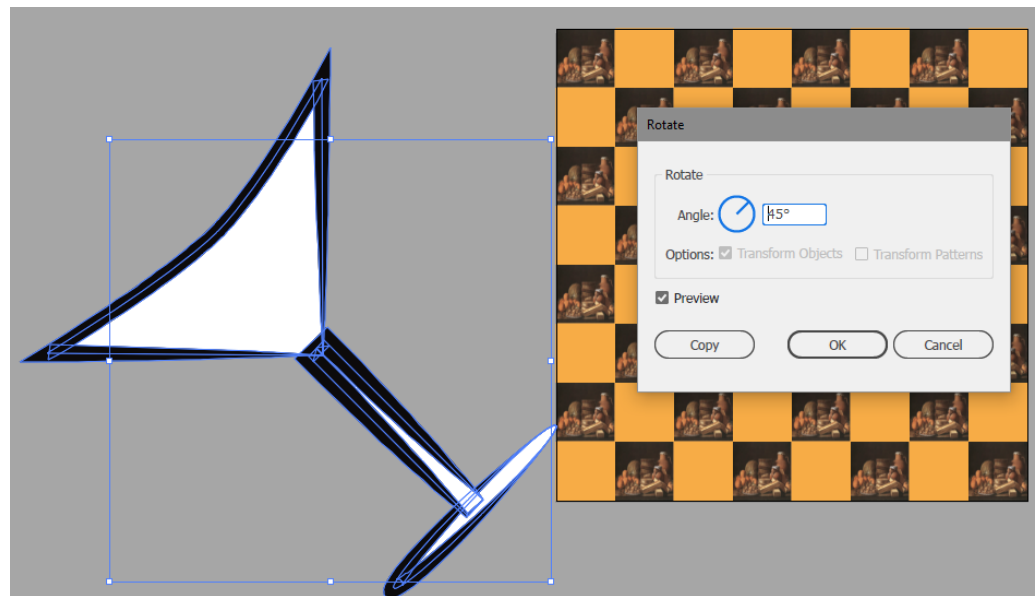 Rotate
Rotate
Angle: 45°
Options: Transform Objects Transform Patterns
Preview
Copy OK Cancel